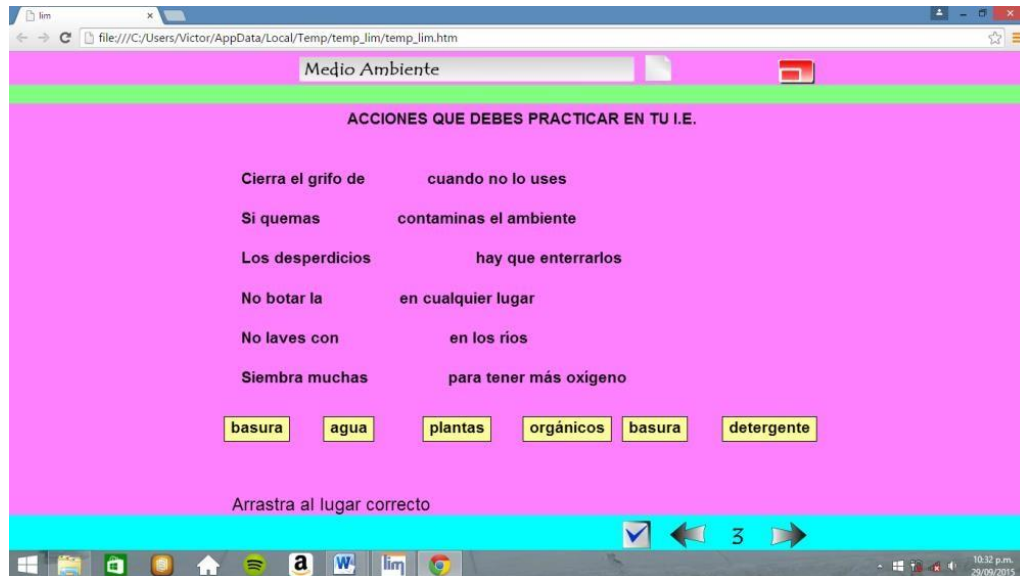 lim
file:///C:/Users/Victor/AppData/Local/Temp/temp_lim/temp_lim.htm
Medio Ambiente
ACCIONES QUE DEBES PRACTICAR EN TU I.E.
Cierra el grifo de cuando no lo uses
Si quemas contaminas el ambiente
Los desperdicios hay que enterrarlos
No botar la en cualquier lugar
No laves con en los ríos
Siembra muchas para tener más oxigeno
basura agua plantas orgánicos basura detergente
Arrastra al lugar correcto
3
a W lim
10:32 p.m.
29/09/2015